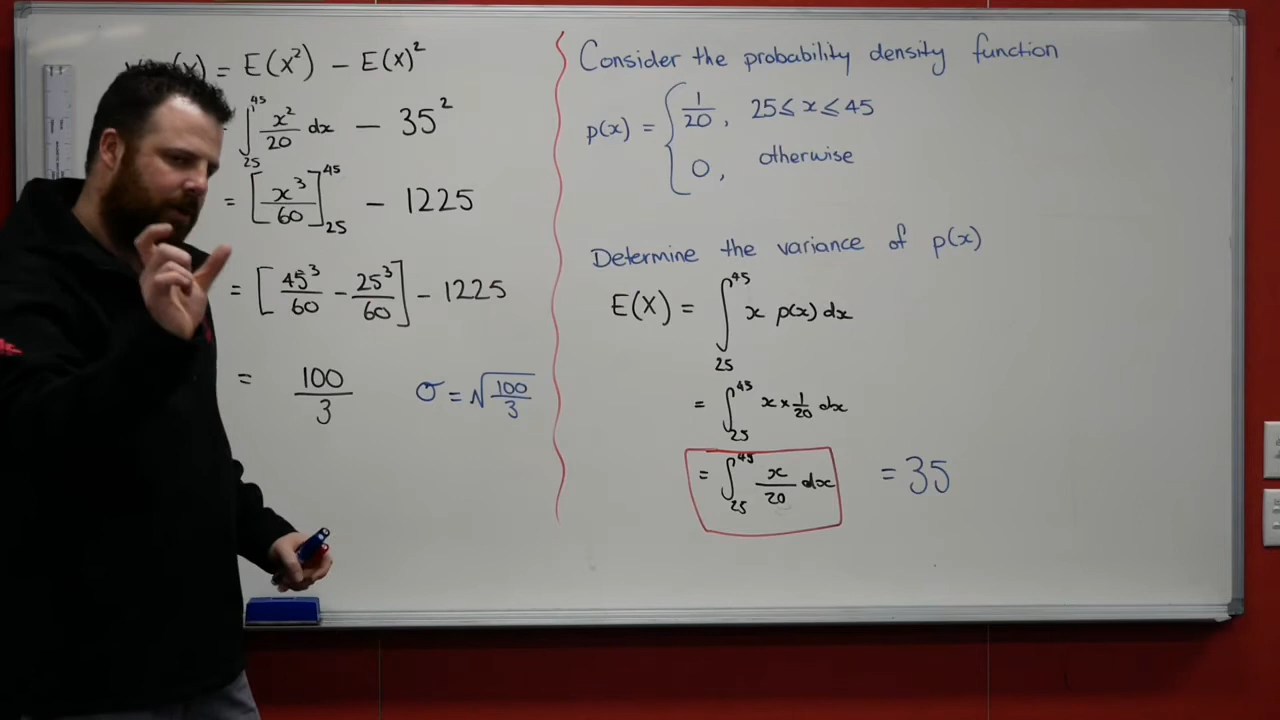 (x) = E(x²) - E(x)²
∫₂₅⁴⁵ x²/20 dx - 35²
= [x³/60]₂₅⁴⁵ - 1225
= [45³/60 - 25³/60] - 1225
= 100/3 σ = √(100/3)
Consider the probability density function
p(x) = { 1/20, 25 ≤ x ≤ 45
0, otherwise
Determine the variance of p(x)
E(X) = ∫₂₅⁴⁵ x p(x) dx
= ∫₂₅⁴⁵ x × 1/20 dx
= ∫₂₅⁴⁵ x/20 dx = 35